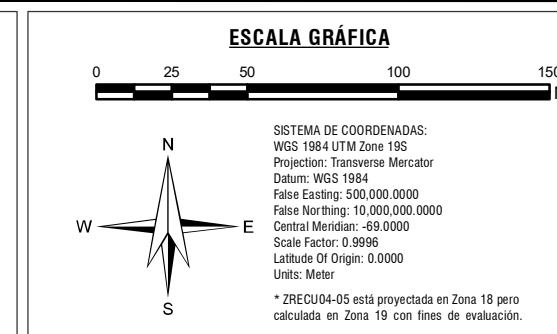 ESCALA GRÁFICA
0 25 50 100 150
N
W E
S
SISTEMA DE COORDENADAS:
WGS 1984 UTM Zone 19S
Projection: Transverse Mercator
Datum: WGS 1984
False Easting: 500,000.0000
False Northing: 10,000,000.0000
Central Meridian: -69.0000
Scale Factor: 0.9996
Latitude Of Origin: 0.0000
Units: Meter
* ZRECU04-05 está proyectada en Zona 18 pero
calculada en Zona 19 con fines de evaluación.